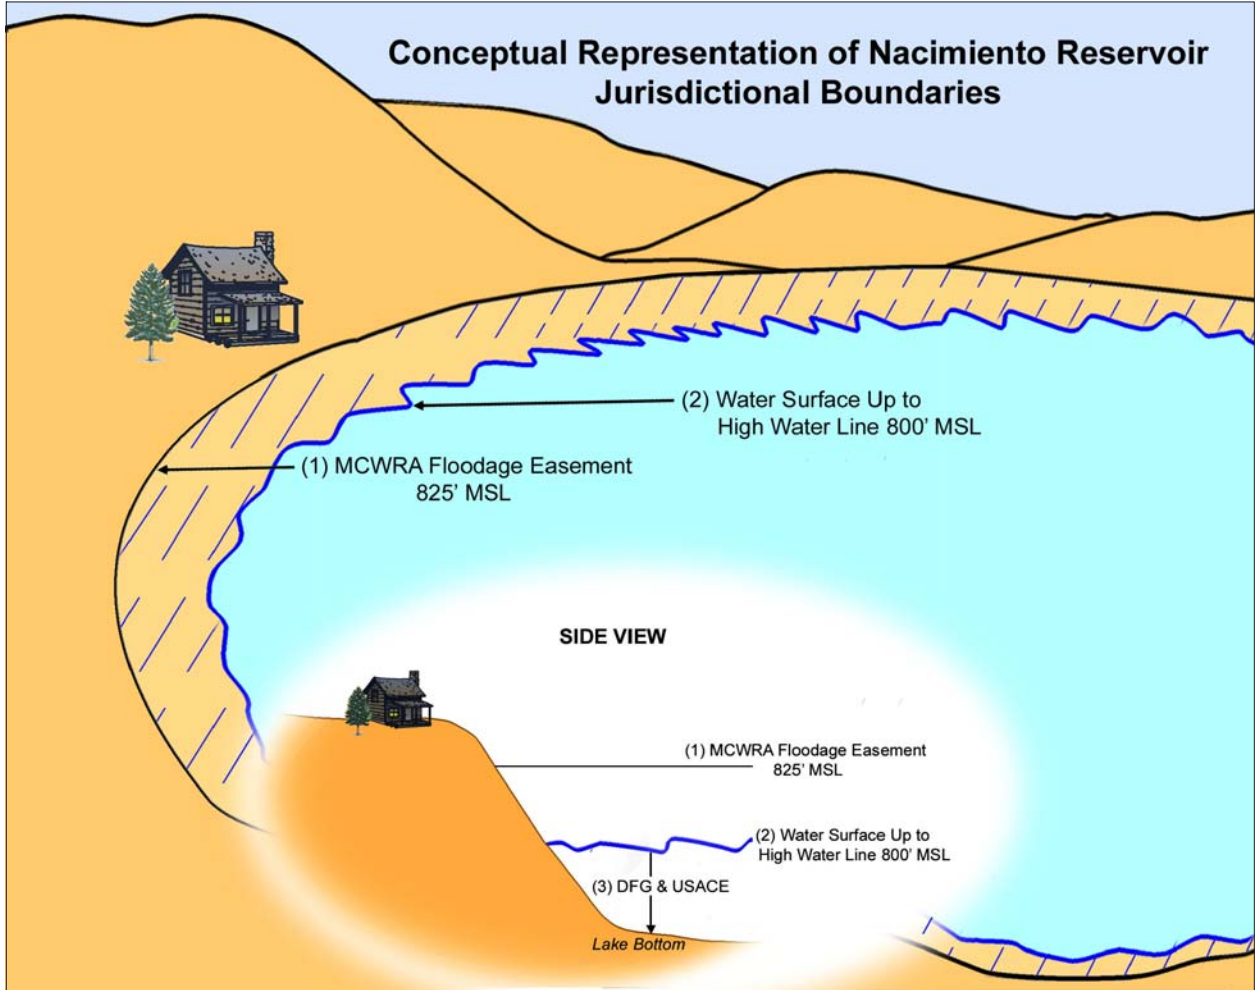 Conceptual Representation of Nacimiento Reservoir
Jurisdictional Boundaries
(2) Water Surface Up to
High Water Line 800' MSL
(1) MCWRA Floodage Easement
825' MSL
SIDE VIEW
(1) MCWRA Floodage Easement
825' MSL
(2) Water Surface Up to
High Water Line 800' MSL
(3) DFG & USACE
Lake Bottom